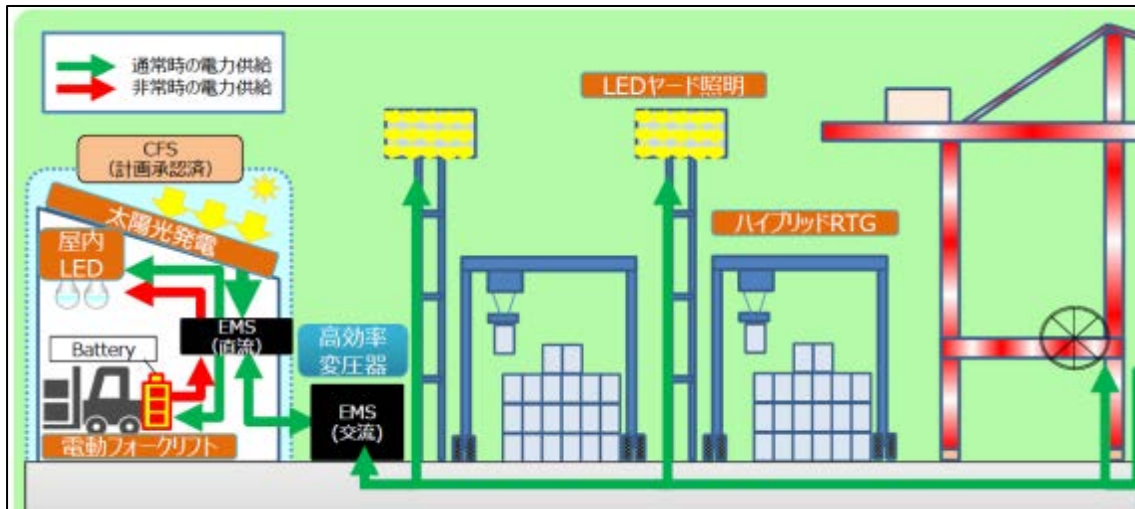 通常時の電力供給
非常時の電力供給
LEDヤード照明
CFS
(計画承認済)
太陽光発電
ハイブリッドRTG
屋内
LED
EMS
(直流)
高効率
変圧器
Battery
EMS
(交流)
電動フォークリフト